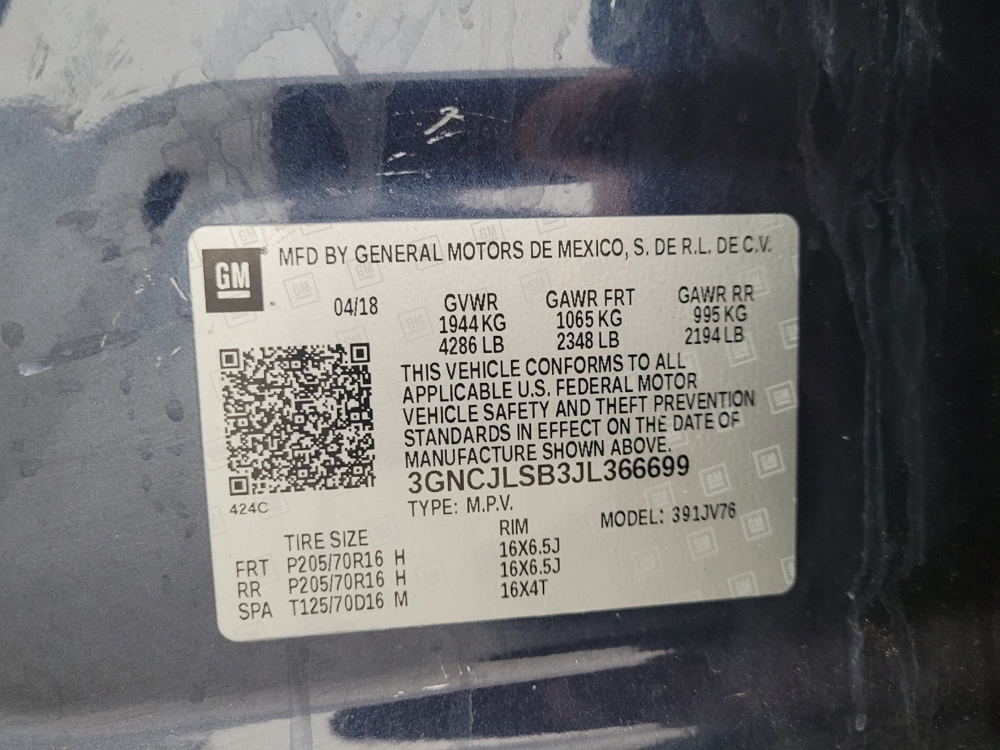 GM
MFD BY GENERAL MOTORS DE MEXICO, S. DE R.L. DE C.V.
04/18
GVWR GAWR FRT GAWR RR
1944 KG 1065 KG 995 KG
4286 LB 2348 LB 2194 LB
THIS VEHICLE CONFORMS TO ALL
APPLICABLE U.S. FEDERAL MOTOR
VEHICLE SAFETY AND THEFT PREVENTION
STANDARDS IN EFFECT ON THE DATE OF
MANUFACTURE SHOWN ABOVE.
3GNCJLSB3JL366699
424C
TYPE: M.P.V. MODEL: 391JV76
TIRE SIZE RIM
FRT P205/70R16 H 16X6.5J
RR P205/70R16 H 16X6.5J
SPA T125/70D16 M 16X4T